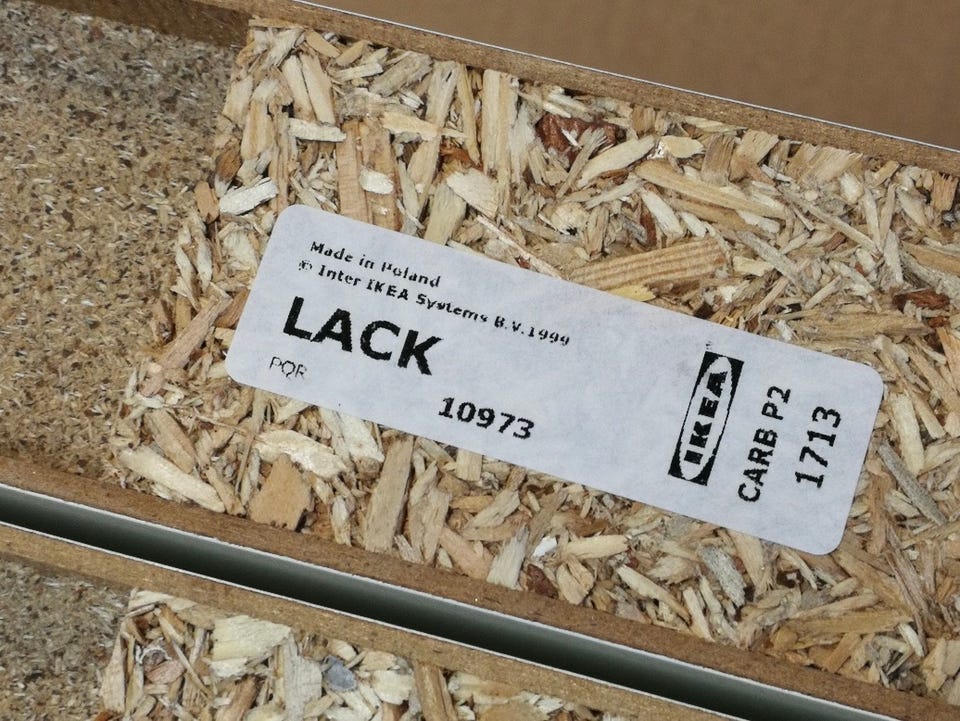 Made in Poland
© Inter IKEA Systems B.V.1999
LACK
PQR
10973
IKEA
CARB P2
1713